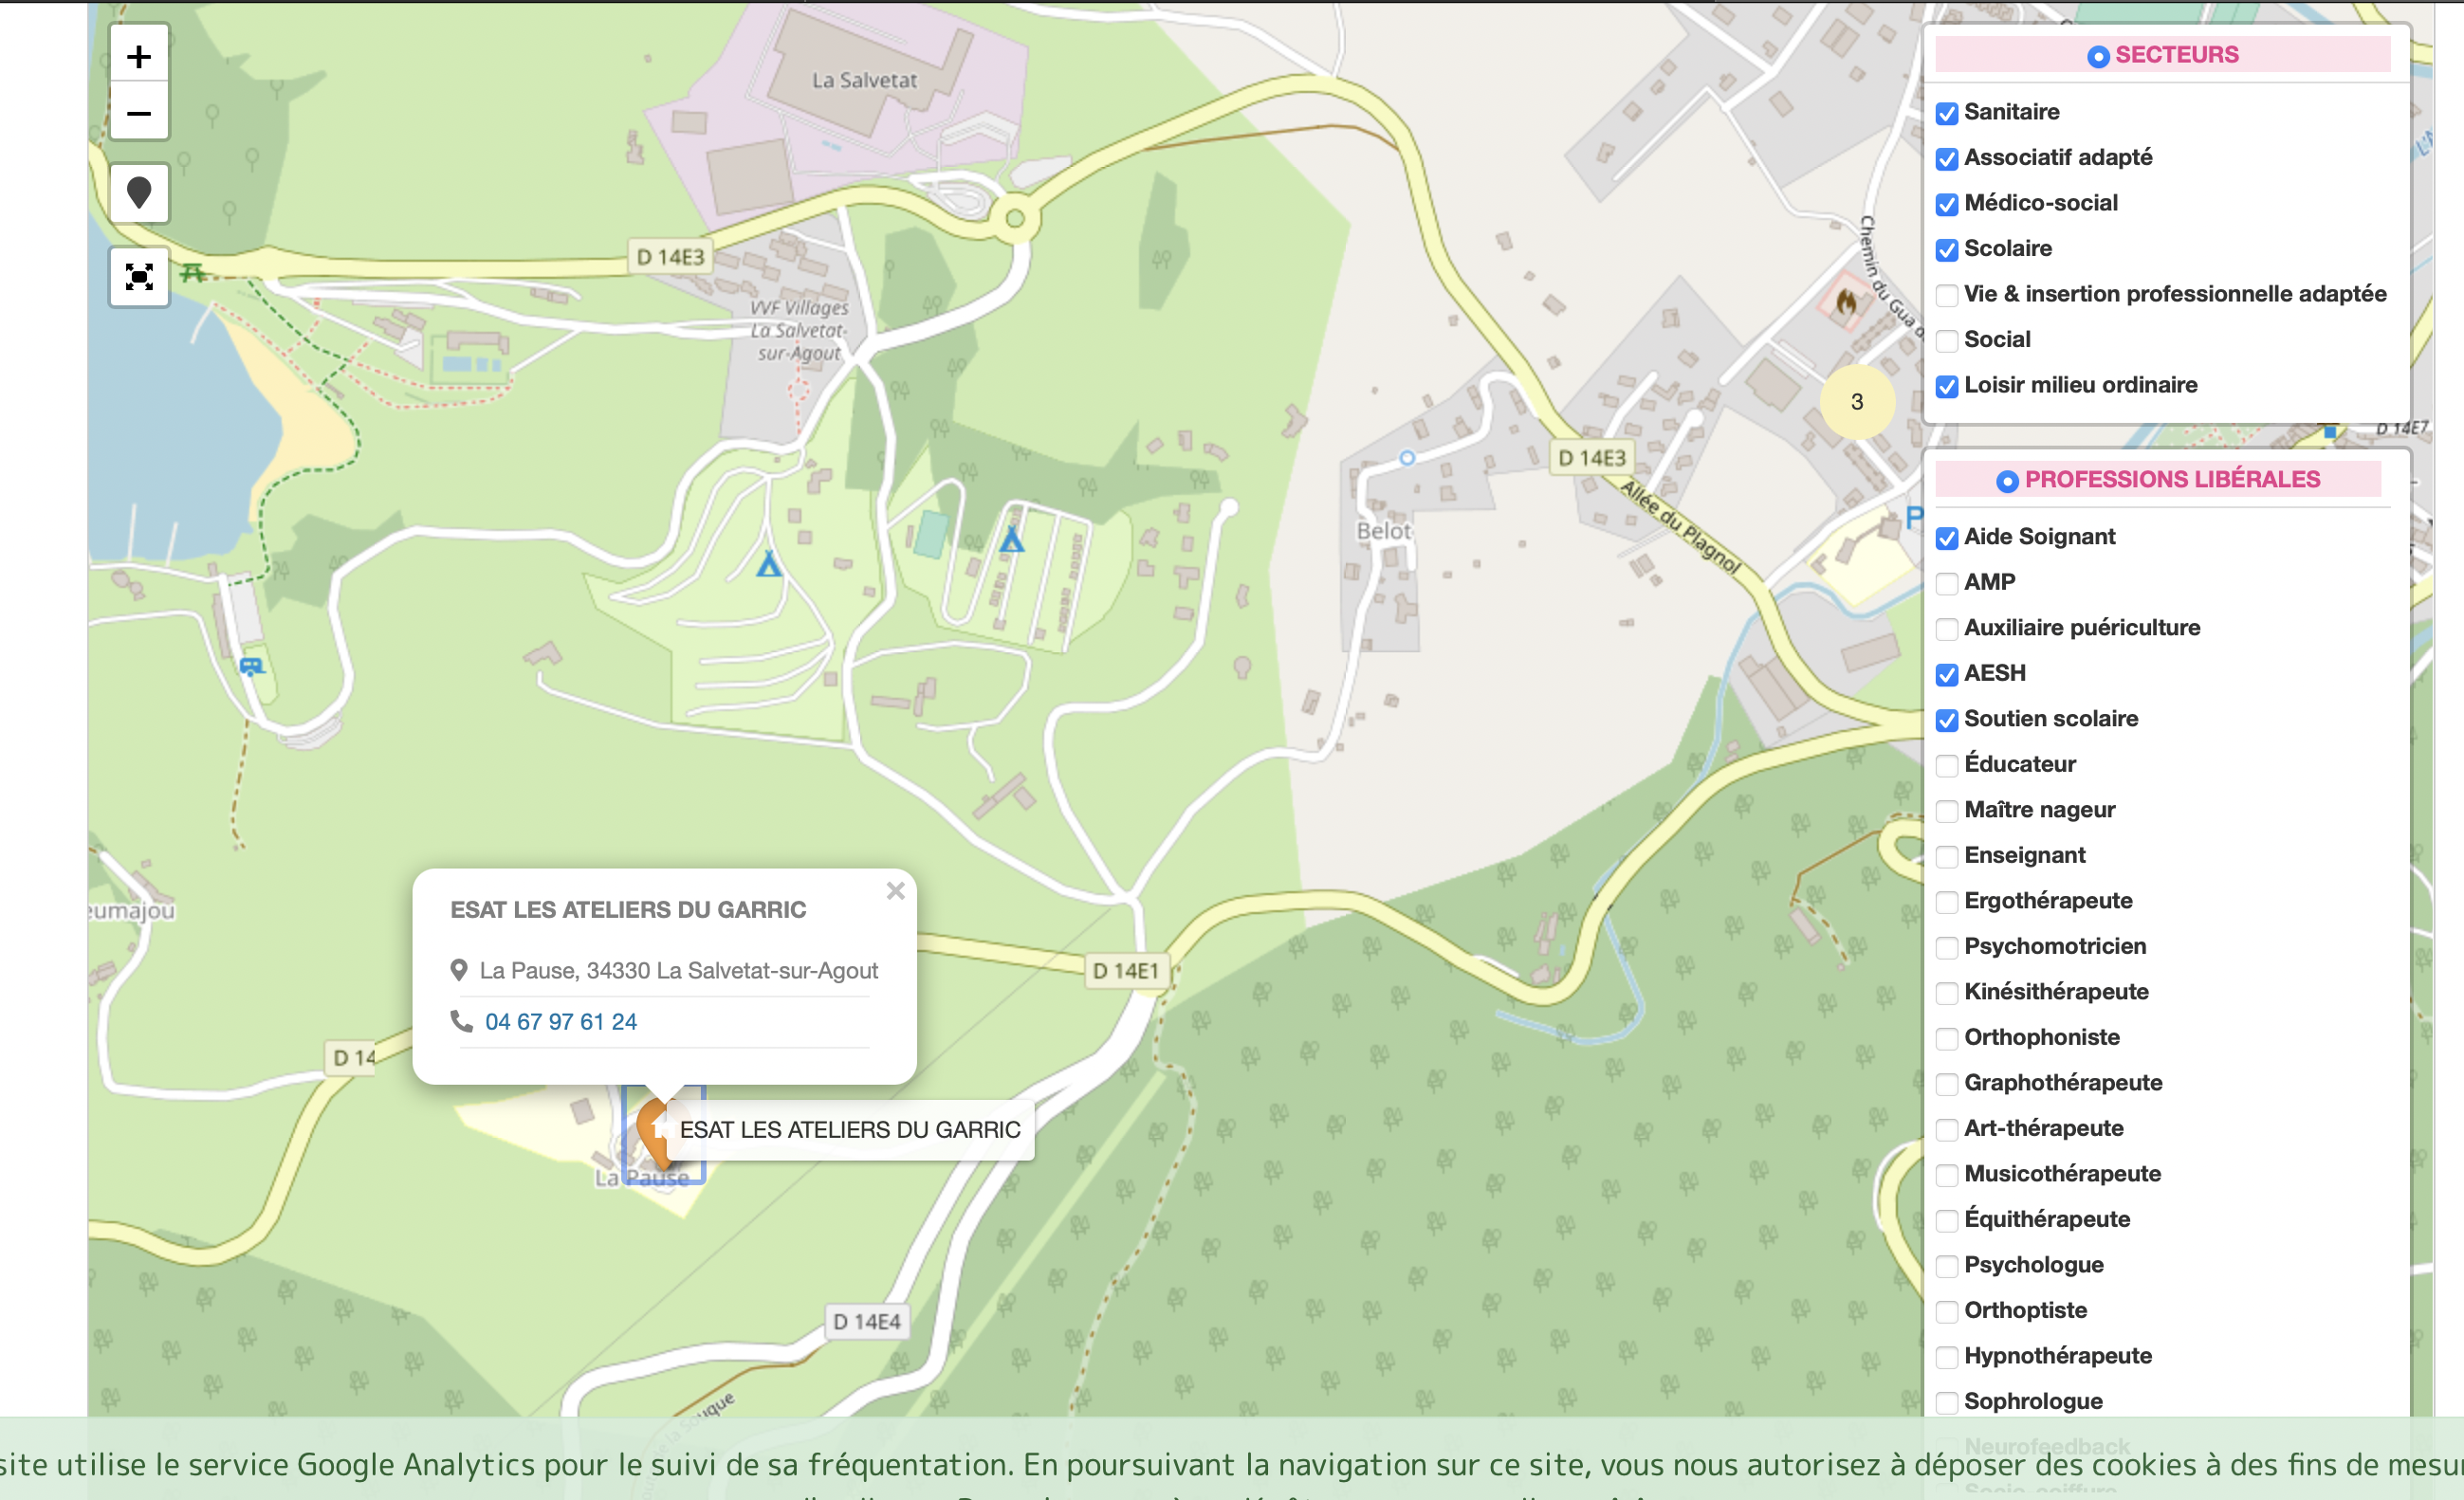 +
−
La Salvetat
D 14E3
VVF Villages
La Salvetat-
sur-Agout
Chemin du Gua d
3
D 14E3
Allée du Plagnol
Belot
P
D 14E7
eumajou
D 14E1
D 14
ESAT LES ATELIERS DU GARRIC
×
La Pause, 34330 La Salvetat-sur-Agout
04 67 97 61 24
ESAT LES ATELIERS DU GARRIC
La Pause
D 14E4
SECTEURS
Sanitaire
Associatif adapté
Médico-social
Scolaire
Vie & insertion professionnelle adaptée
Social
Loisir milieu ordinaire
PROFESSIONS LIBÉRALES
Aide Soignant
AMP
Auxiliaire puériculture
AESH
Soutien scolaire
Éducateur
Maître nageur
Enseignant
Ergothérapeute
Psychomotricien
Kinésithérapeute
Orthophoniste
Graphothérapeute
Art-thérapeute
Musicothérapeute
Équithérapeute
Psychologue
Orthoptiste
Hypnothérapeute
Sophrologue
Neurofeedback
Socio-coiffure
site utilise le service Google Analytics pour le suivi de sa fréquentation. En poursuivant la navigation sur ce site, vous nous autorisez à déposer des cookies à des fins de mesur